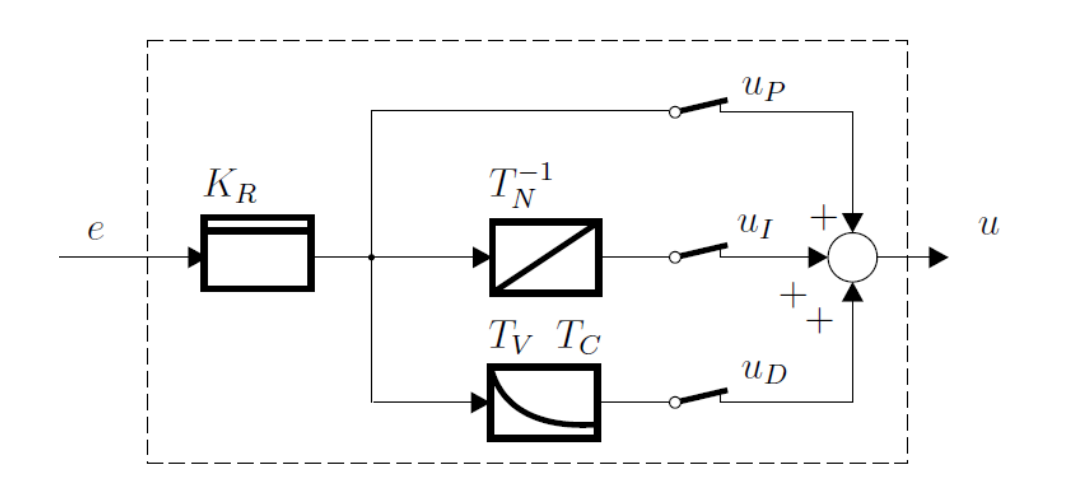 u_P
K_R
T_N^{-1}
e
u_I
u
+
+
+
T_V T_C
u_D